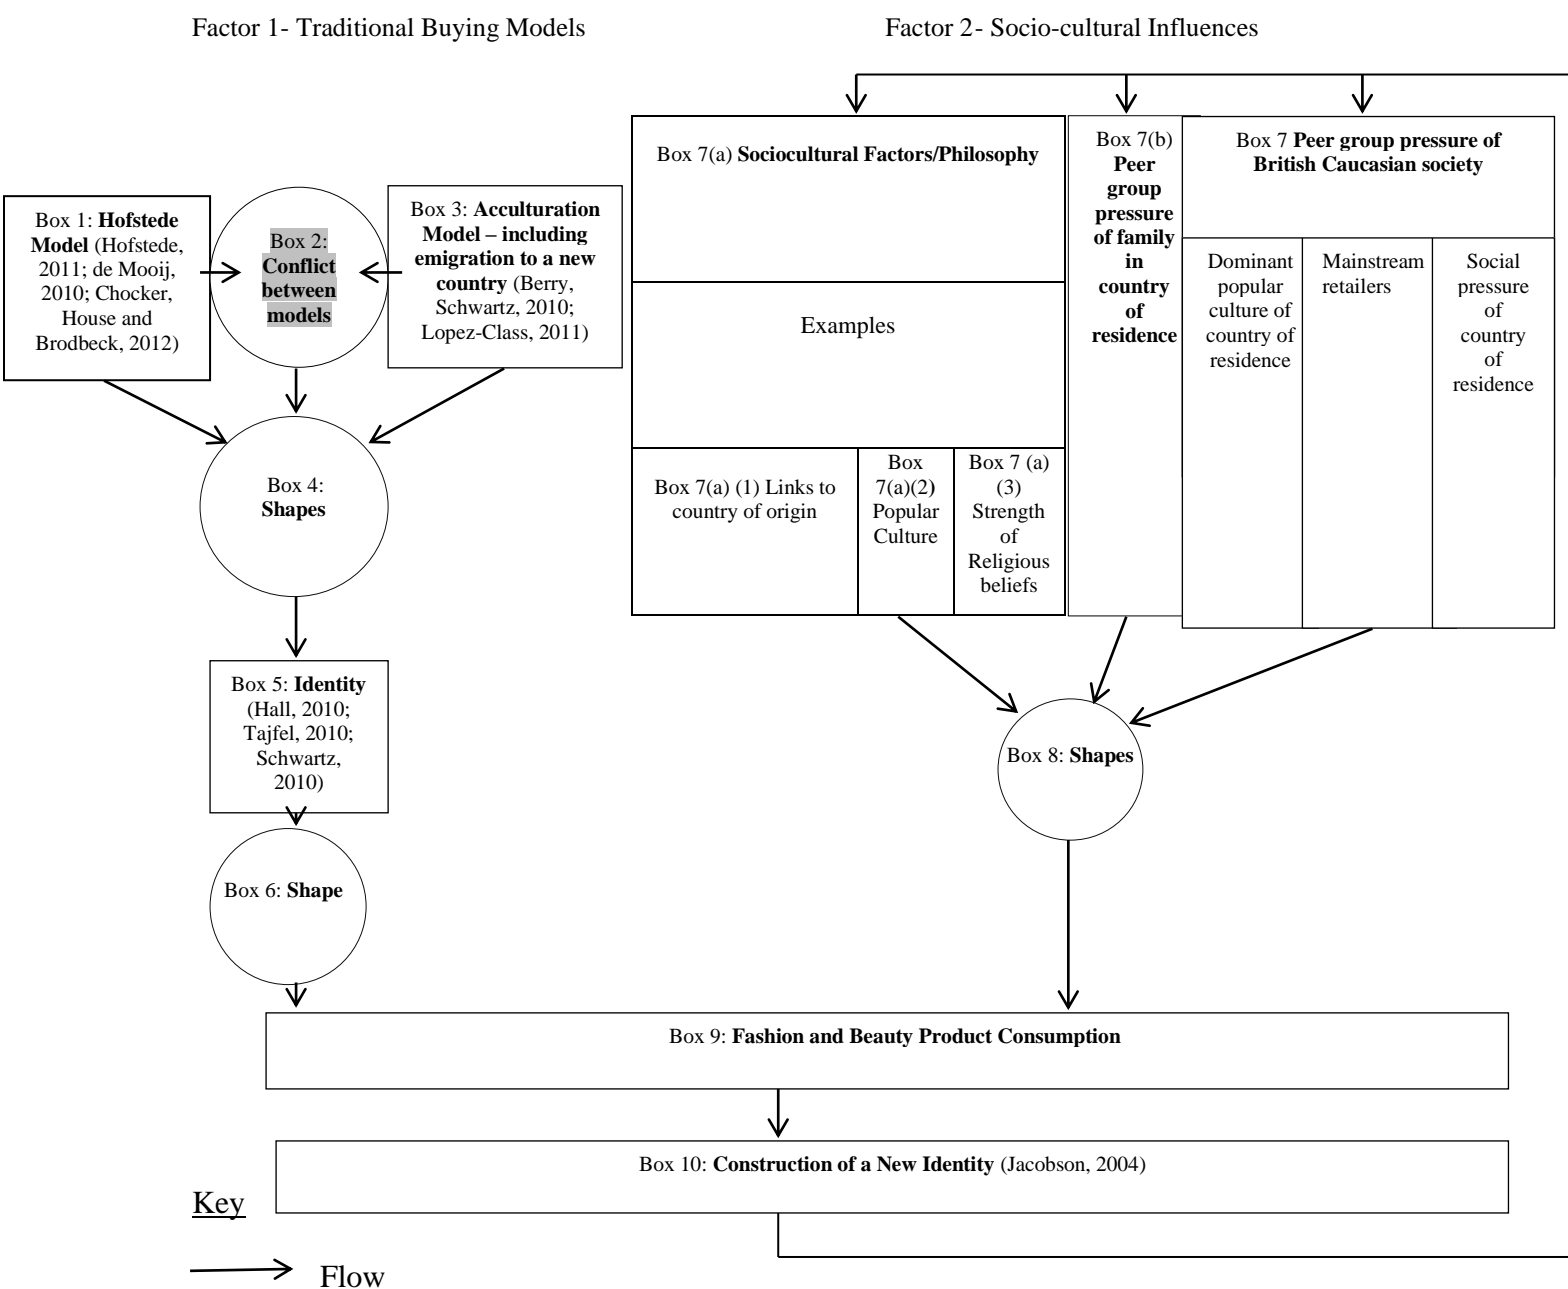 Factor 1- Traditional Buying Models
Factor 2- Socio-cultural Influences
Box 1: Hofstede
Model (Hofstede,
2011; de Mooij,
2010; Chocker,
House and
Brodbeck, 2012)
Box 2:
Conflict
between
models
Box 3: Acculturation
Model – including
emigration to a new
country (Berry,
Schwartz, 2010;
Lopez-Class, 2011)
Box 4:
Shapes
Box 5: Identity
(Hall, 2010;
Tajfel, 2010;
Schwartz,
2010)
Box 6: Shape
Box 7(a) Sociocultural Factors/Philosophy
Examples
Box 7(a) (1) Links to
country of origin
Box
7(a)(2)
Popular
Culture
Box 7 (a)
(3)
Strength
of
Religious
beliefs
Box 7(b)
Peer
group
pressure
of family
in
country
of
residence
Box 7 Peer group pressure of
British Caucasian society
Dominant
popular
culture of
country of
residence
Mainstream
retailers
Social
pressure
of
country
of
residence
Box 8: Shapes
Box 9: Fashion and Beauty Product Consumption
Box 10: Construction of a New Identity (Jacobson, 2004)
Key
Flow